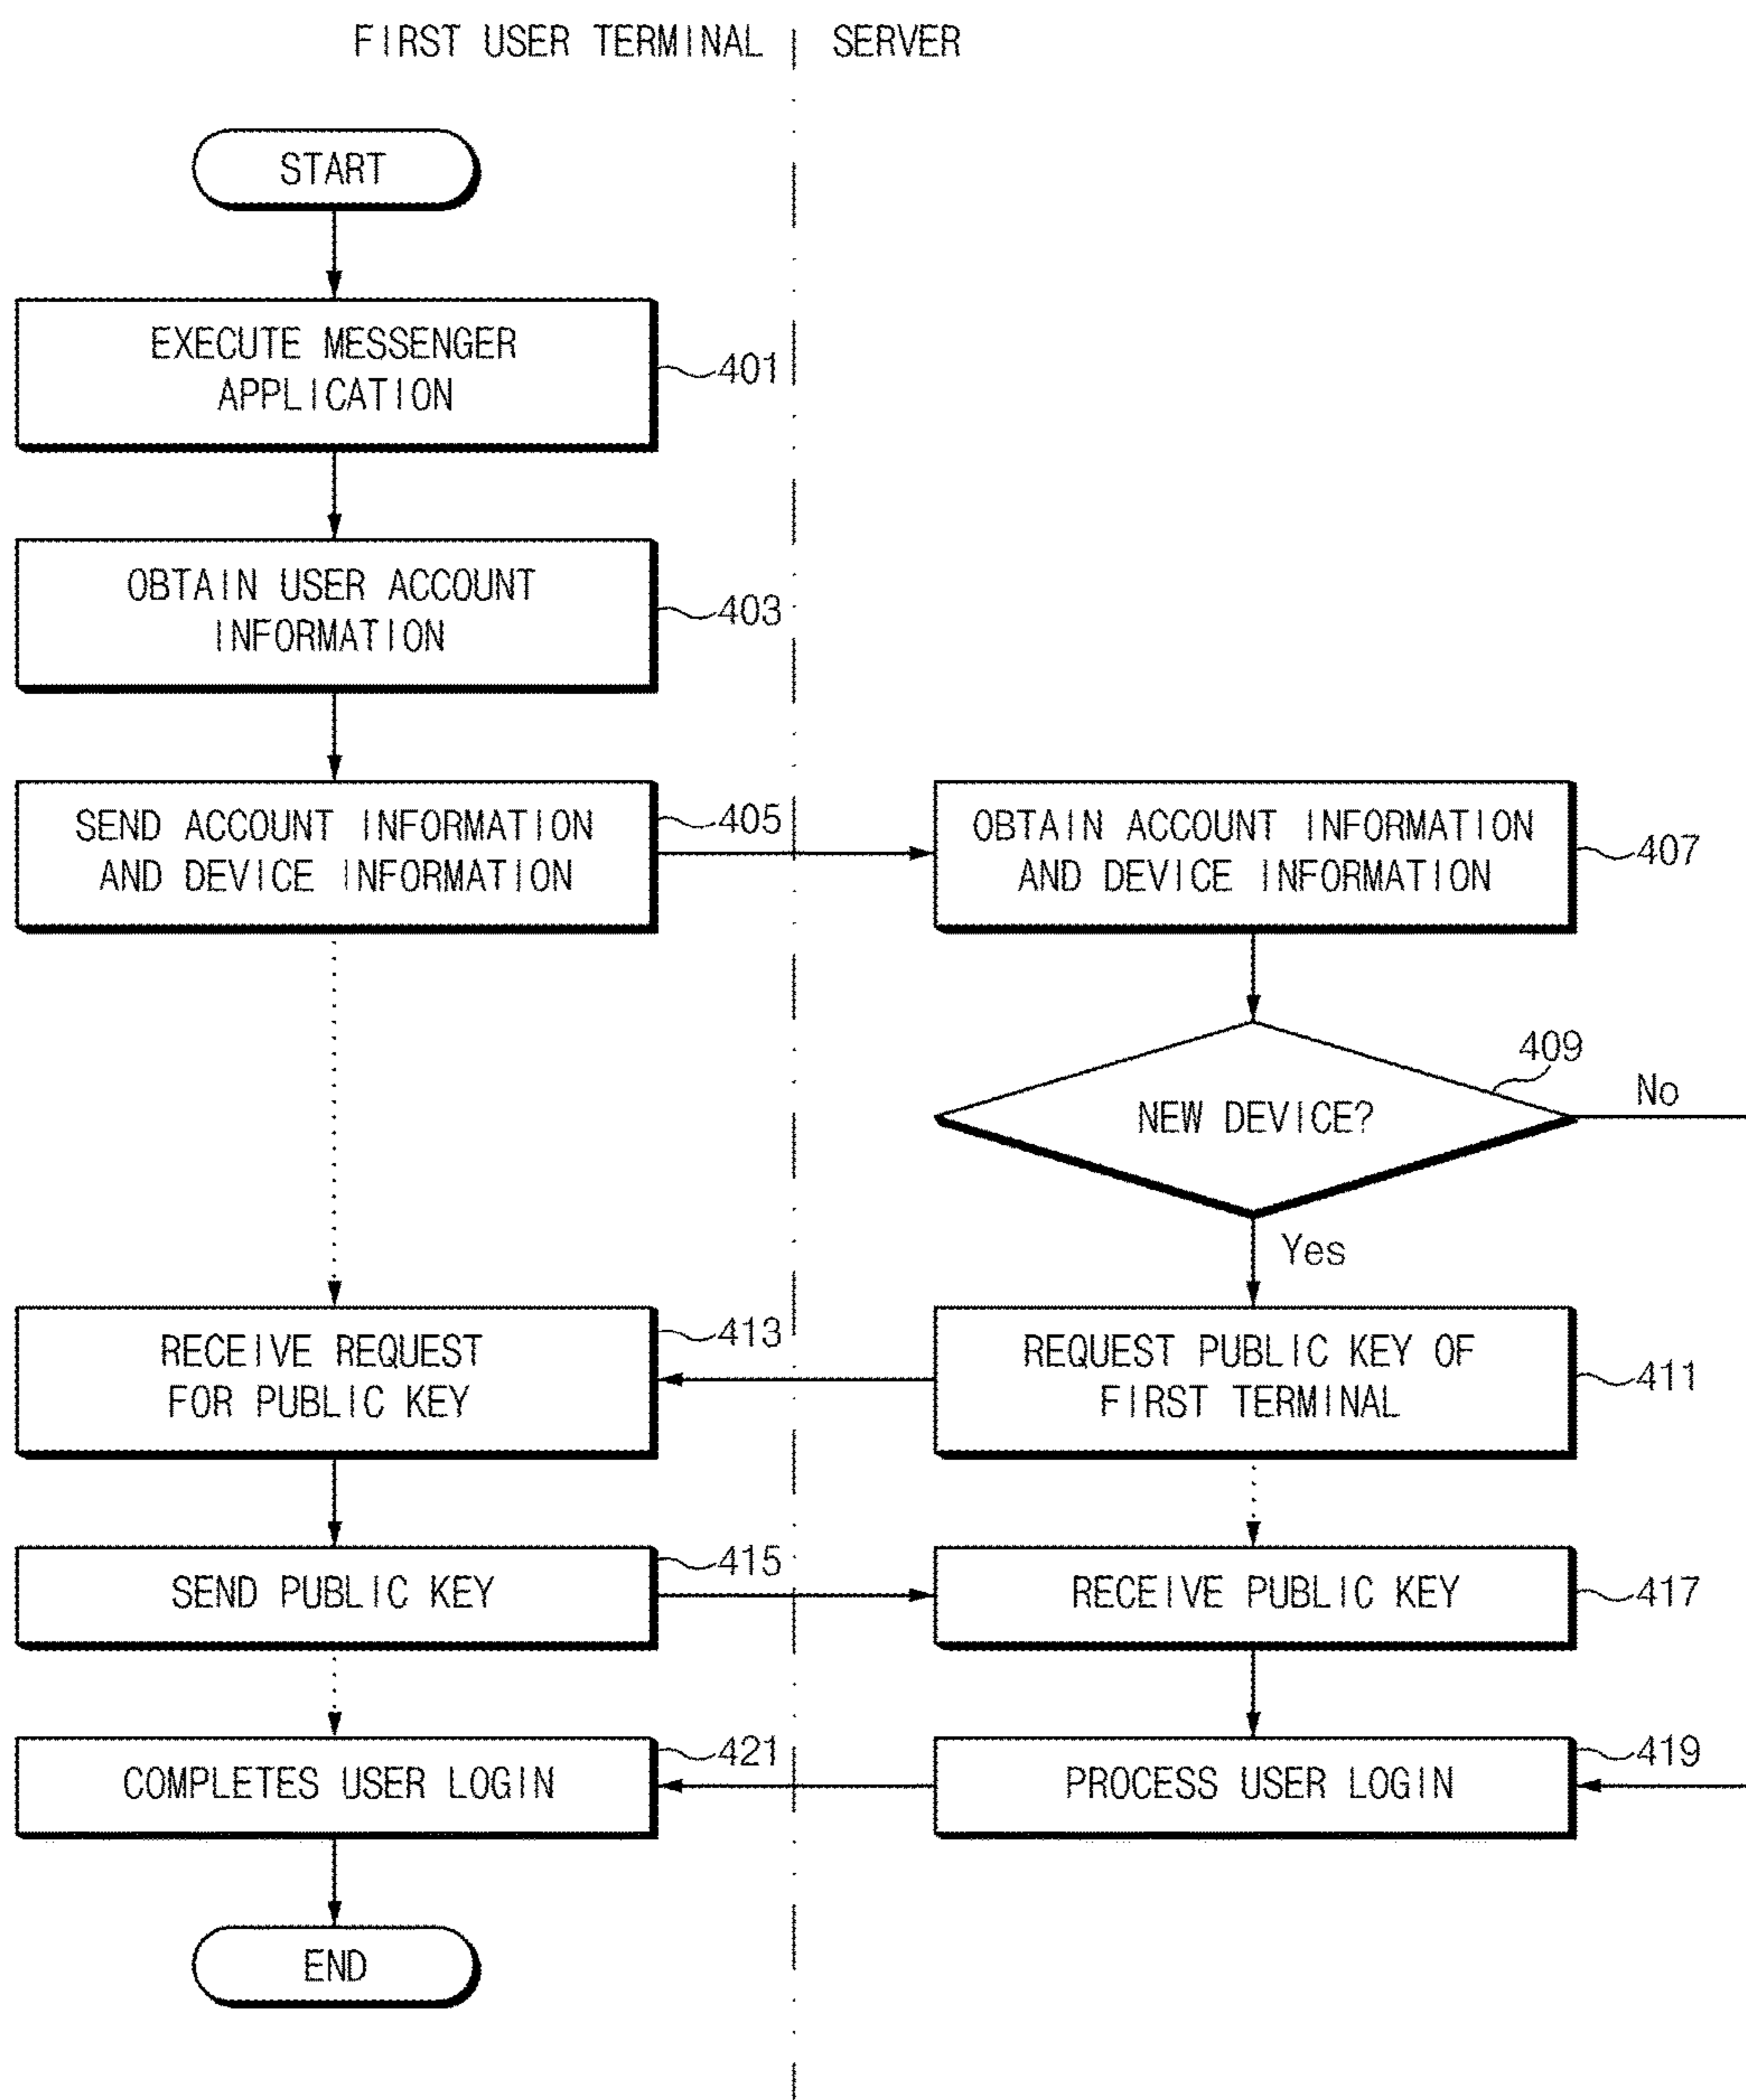 FIRST USER TERMINAL
SERVER
START
EXECUTE MESSENGER
APPLICATION
401
OBTAIN USER ACCOUNT
INFORMATION
403
SEND ACCOUNT INFORMATION
AND DEVICE INFORMATION
405
OBTAIN ACCOUNT INFORMATION
AND DEVICE INFORMATION
407
NEW DEVICE?
409
No
Yes
RECEIVE REQUEST
FOR PUBLIC KEY
413
REQUEST PUBLIC KEY OF
FIRST TERMINAL
411
SEND PUBLIC KEY
415
RECEIVE PUBLIC KEY
417
COMPLETES USER LOGIN
421
PROCESS USER LOGIN
419
END